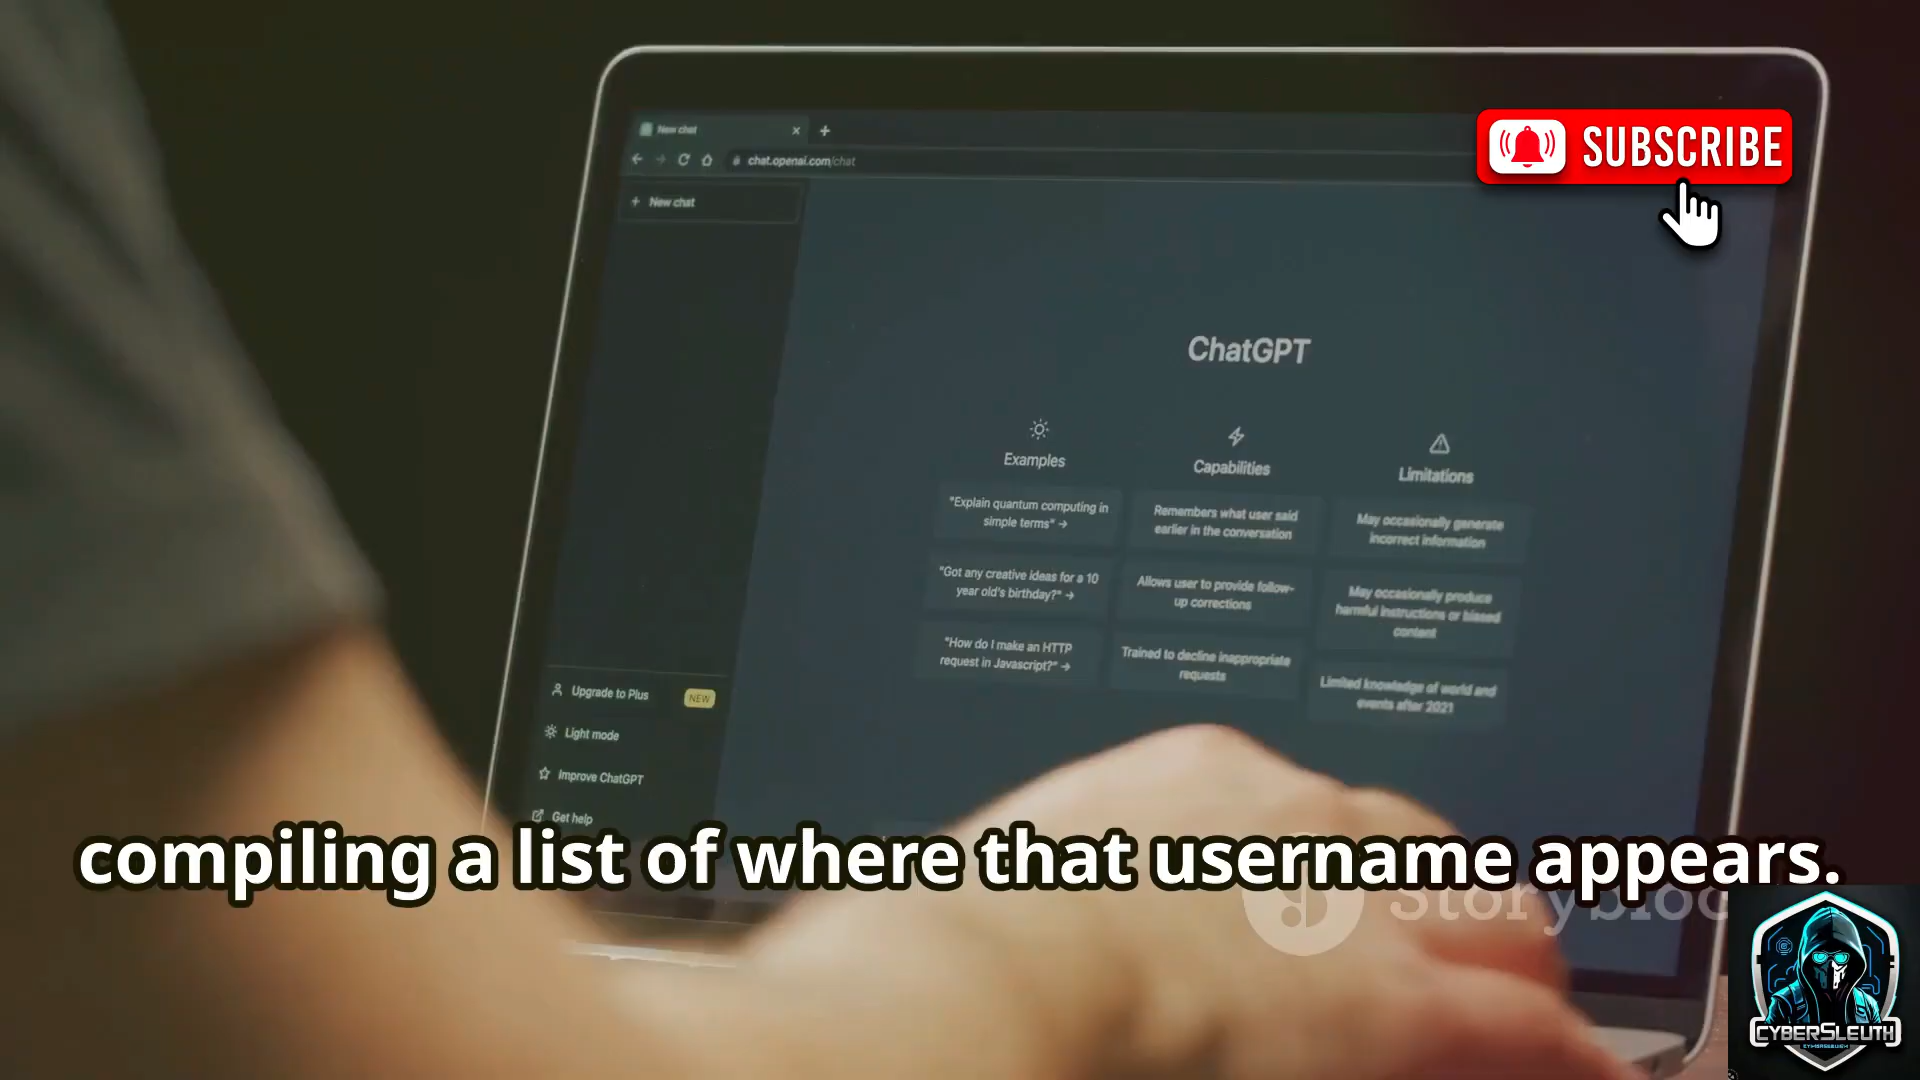 New chat
chat.openai.com/chat
SUBSCRIBE
New chat
ChatGPT
Examples
Capabilities
Limitations
"Explain quantum computing in
simple terms" →
Remembers what user said
earlier in the conversation
May occasionally generate
incorrect information
"Got any creative ideas for a 10
year old's birthday?" →
Allows user to provide follow-
up corrections
May occasionally produce
harmful instructions or biased
content
"How do I make an HTTP
request in Javascript?" →
Trained to decline inappropriate
requests
Limited knowledge of world and
events after 2021
Upgrade to Plus
NEW
Light mode
Improve ChatGPT
Get help
compiling a list of where that username appears.
CYBERSLEUTH